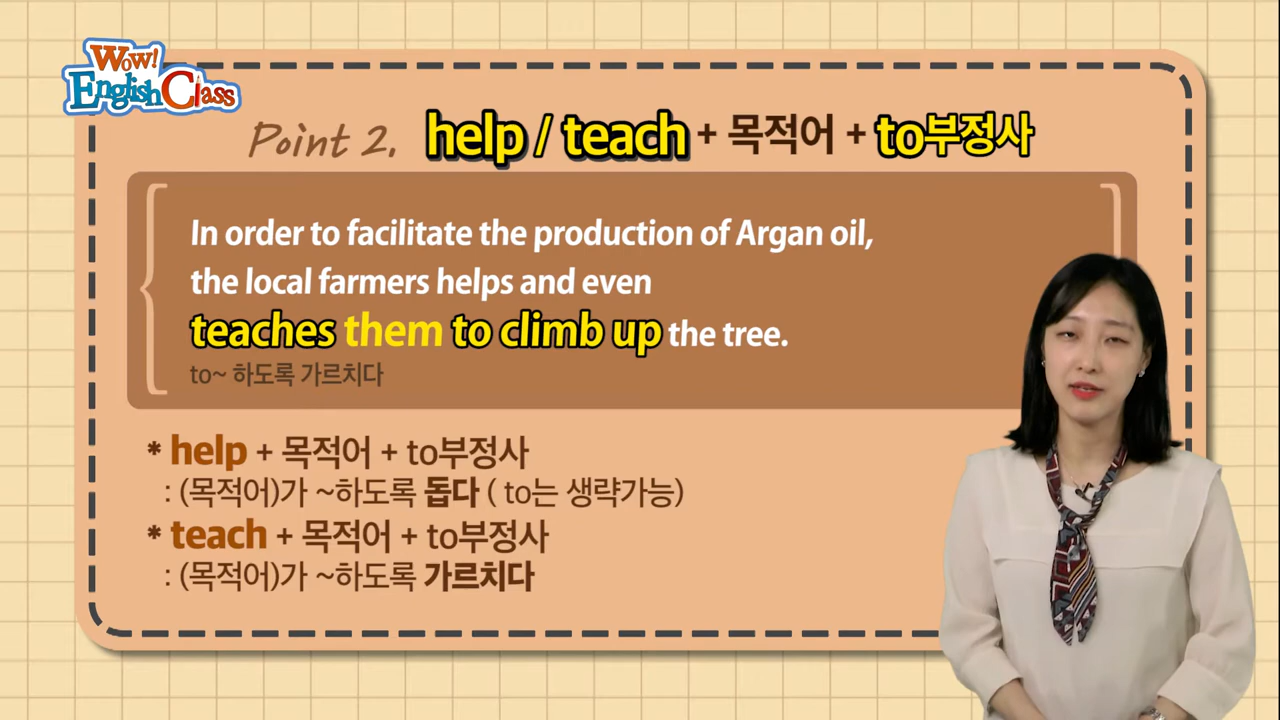 Wow!
English Class
Point 2. help / teach + 목적어 + to부정사
In order to facilitate the production of Argan oil,
the local farmers helps and even
teaches them to climb up the tree.
to~ 하도록 가르치다
* help + 목적어 + to부정사
: (목적어)가 ~하도록 돕다 ( to는 생략가능)
* teach + 목적어 + to부정사
: (목적어)가 ~하도록 가르치다